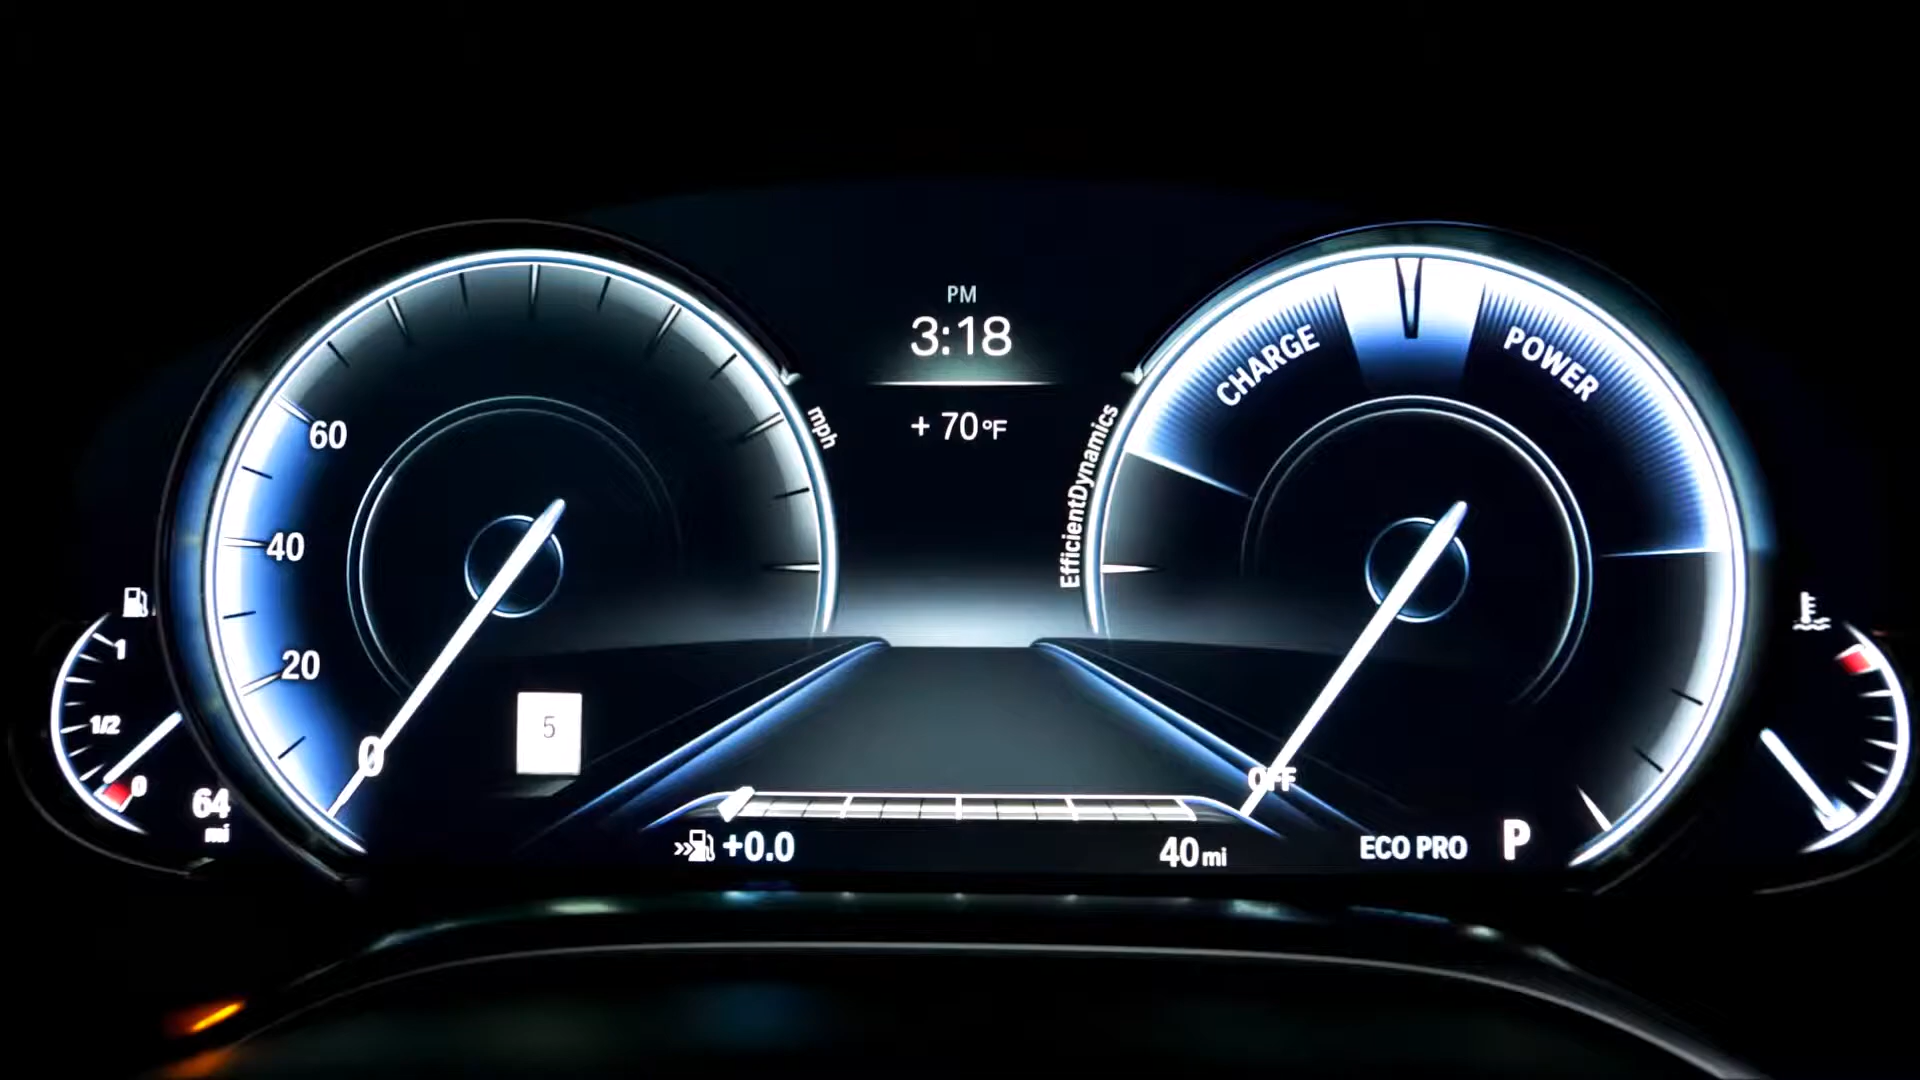 PM
3:18
+ 70°F
60
40
20
0
mph
5
EfficientDynamics
CHARGE
POWER
OFF
1
1/2
0
64
mi
+0.0
40 mi
ECO PRO
P